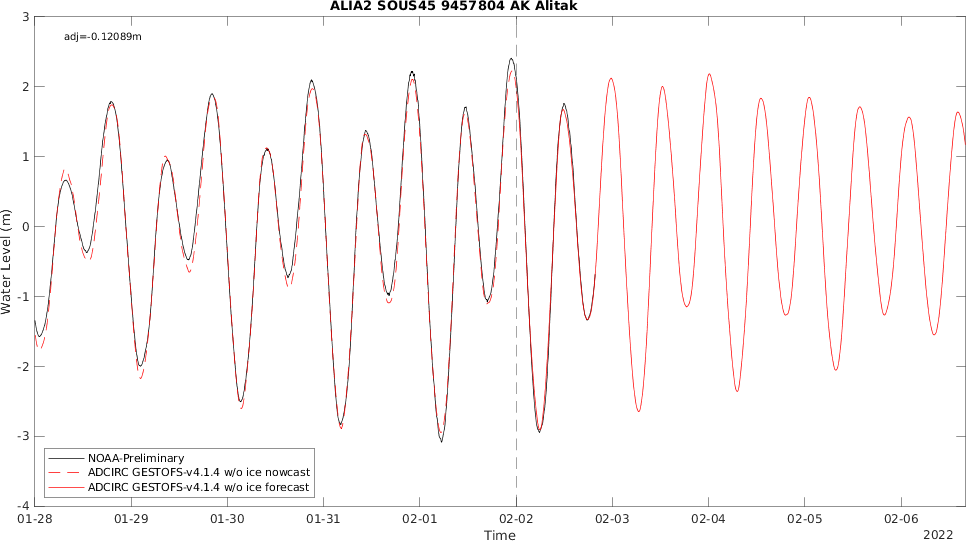 ALIA2 SOUS45 9457804 AK Alitak
adj=-0.12089m
3
2
1
0
-1
-2
-3
-4
Water Level (m)
NOAA-Preliminary
ADCIRC GESTOFS-v4.1.4 w/o ice nowcast
ADCIRC GESTOFS-v4.1.4 w/o ice forecast
01-28 01-29 01-30 01-31 02-01 02-02 02-03 02-04 02-05 02-06
Time
2022